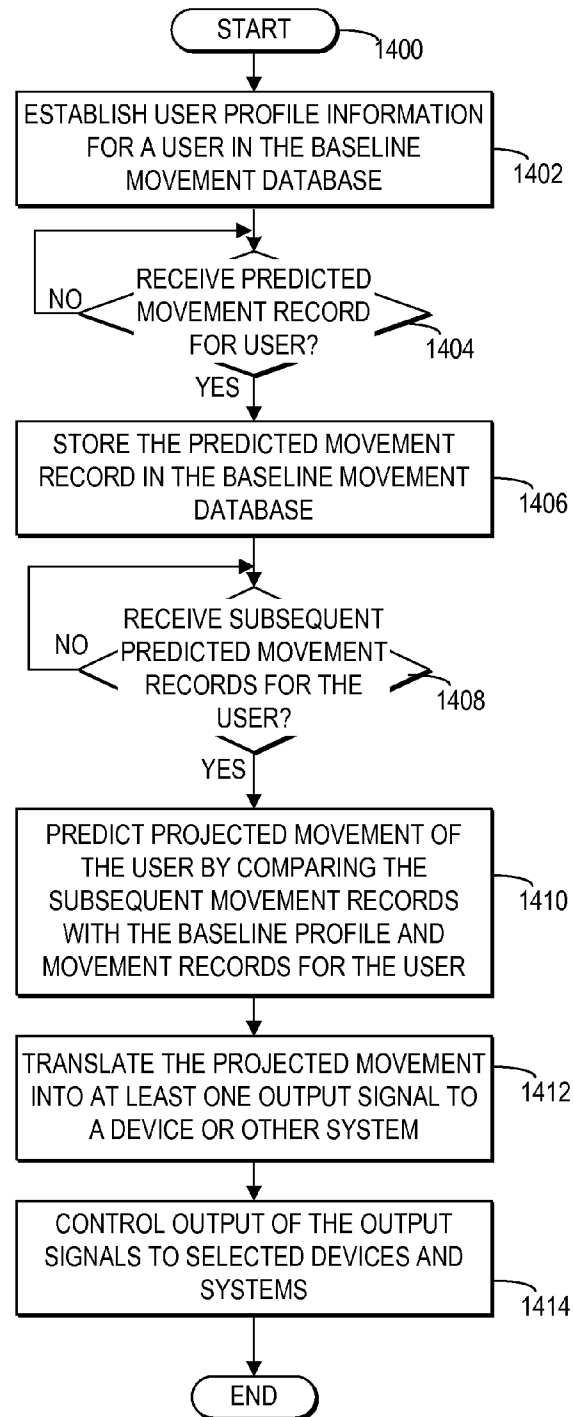 START
1400
ESTABLISH USER PROFILE INFORMATION
FOR A USER IN THE BASELINE
MOVEMENT DATABASE
1402
RECEIVE PREDICTED
NO
MOVEMENT RECORD
FOR USER?
1404
YES
STORE THE PREDICTED MOVEMENT
RECORD IN THE BASELINE MOVEMENT
DATABASE
1406
RECEIVE SUBSEQUENT
NO
PREDICTED MOVEMENT
RECORDS FOR THE
USER?
1408
YES
PREDICT PROJECTED MOVEMENT OF
THE USER BY COMPARING THE
SUBSEQUENT MOVEMENT RECORDS
WITH THE BASELINE PROFILE AND
MOVEMENT RECORDS FOR THE USER
1410
TRANSLATE THE PROJECTED MOVEMENT
INTO AT LEAST ONE OUTPUT SIGNAL TO
A DEVICE OR OTHER SYSTEM
1412
CONTROL OUTPUT OF THE OUTPUT
SIGNALS TO SELECTED DEVICES AND
SYSTEMS
1414
END